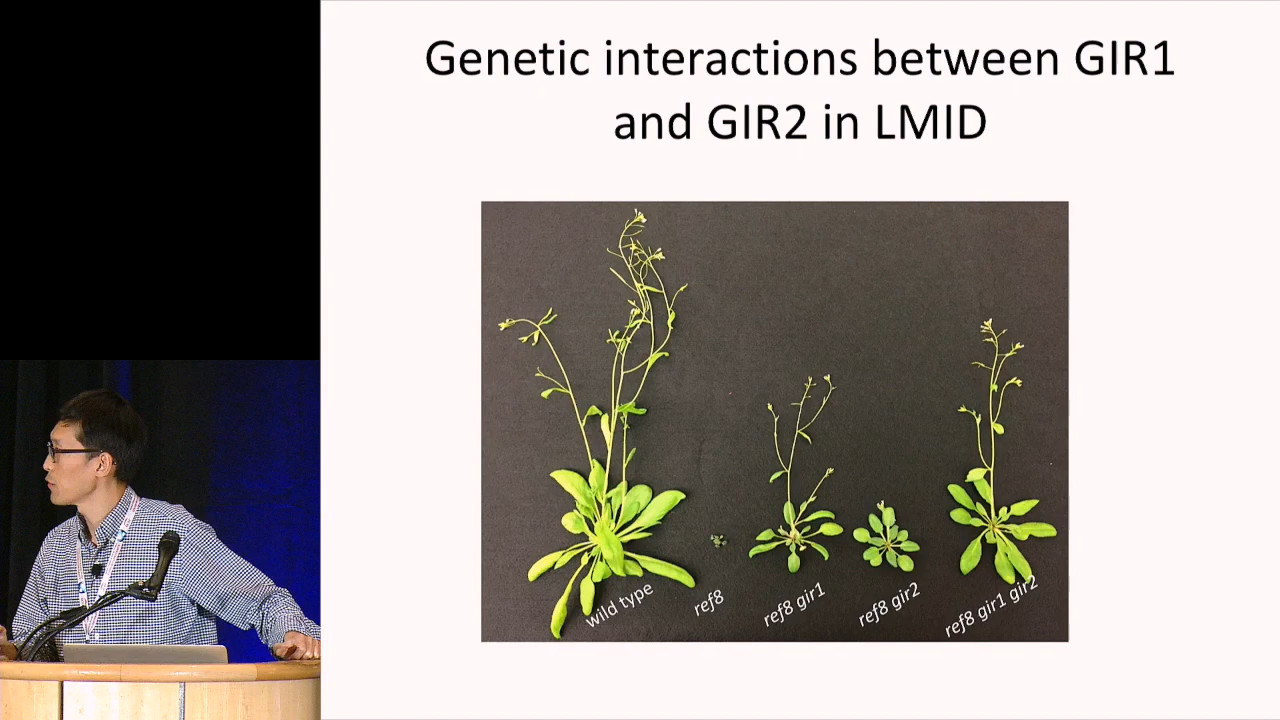 Genetic interactions between GIR1
and GIR2 in LMID
wild type
ref8
ref8 gir1
ref8 gir2
ref8 gir1 gir2